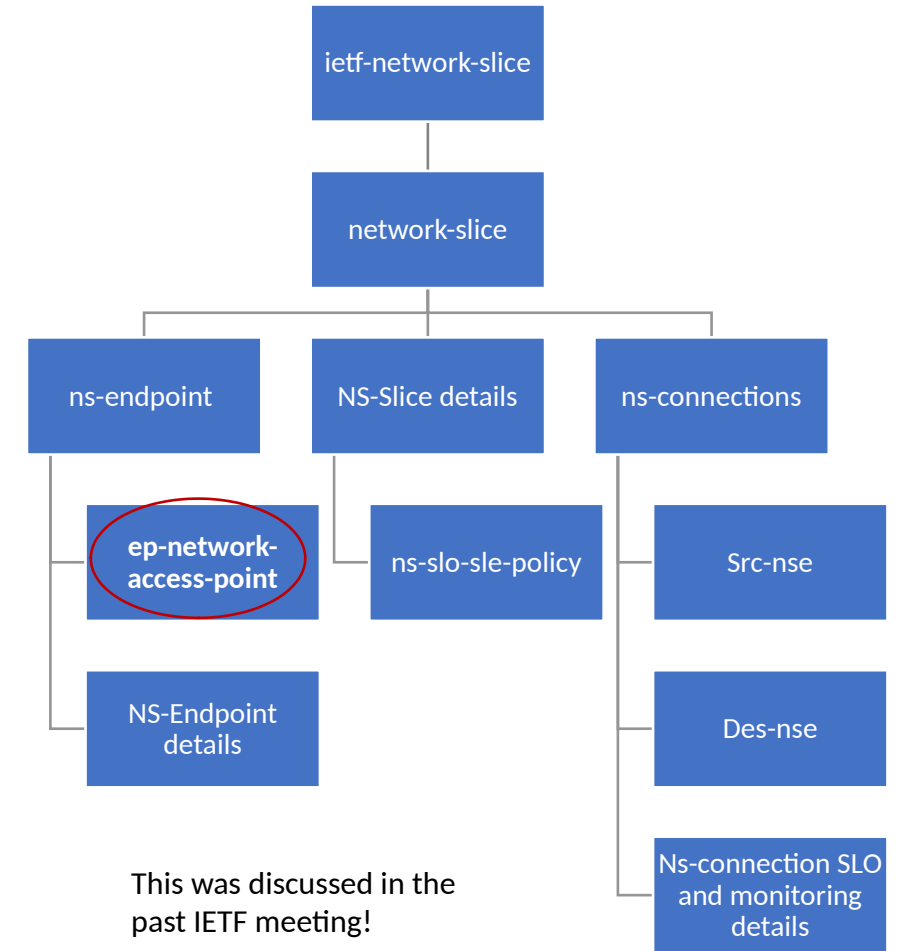 ietf-network-slice
network-slice
ns-endpoint
NS-Slice details
ns-connections
ep-network-
access-point
ns-slo-sle-policy
Src-nse
NS-Endpoint
details
Des-nse
Ns-connection SLO
and monitoring
details
This was discussed in the
past IETF meeting!